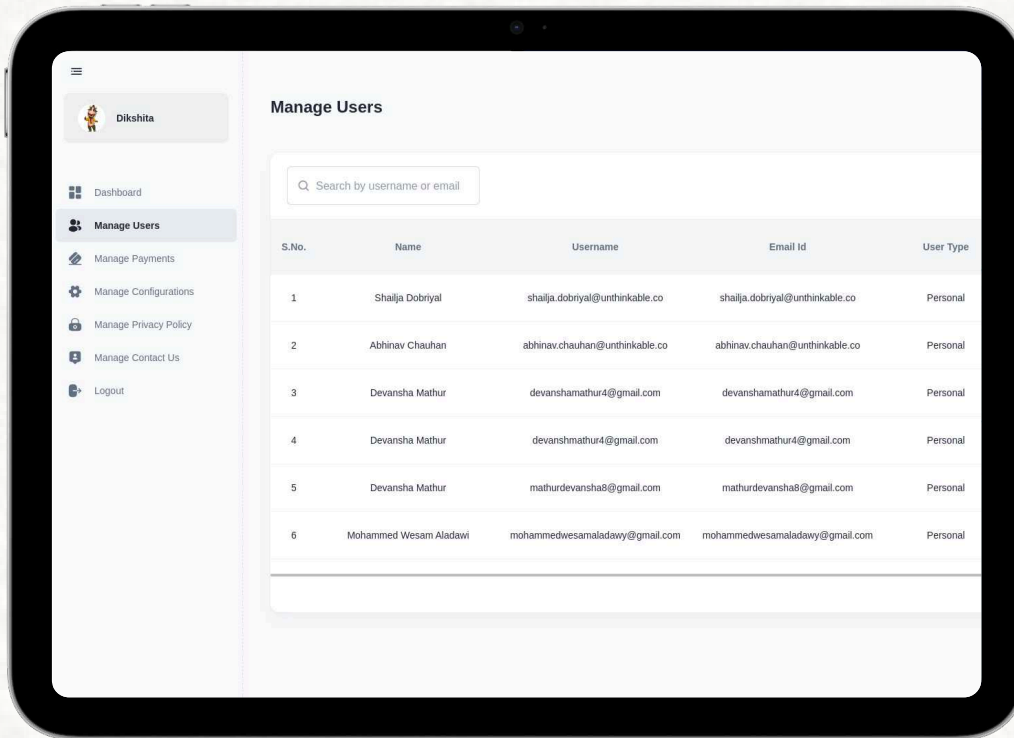 Dikshita
Dashboard
Manage Users
Manage Payments
Manage Configurations
Manage Privacy Policy
Manage Contact Us
Logout
Manage Users
Search by username or email
S.No. Name Username Email Id User Type
1 Shailja Dobriyal shailja.dobriyal@unthinkable.co shailja.dobriyal@unthinkable.co Personal
2 Abhinav Chauhan abhinav.chauhan@unthinkable.co abhinav.chauhan@unthinkable.co Personal
3 Devansha Mathur devanshamathur4@gmail.com devanshamathur4@gmail.com Personal
4 Devansha Mathur devanshmathur4@gmail.com devanshmathur4@gmail.com Personal
5 Devansha Mathur mathurdevansha8@gmail.com mathurdevansha8@gmail.com Personal
6 Mohammed Wesam Aladawi mohammedwesamaladawy@gmail.com mohammedwesamaladawy@gmail.com Personal